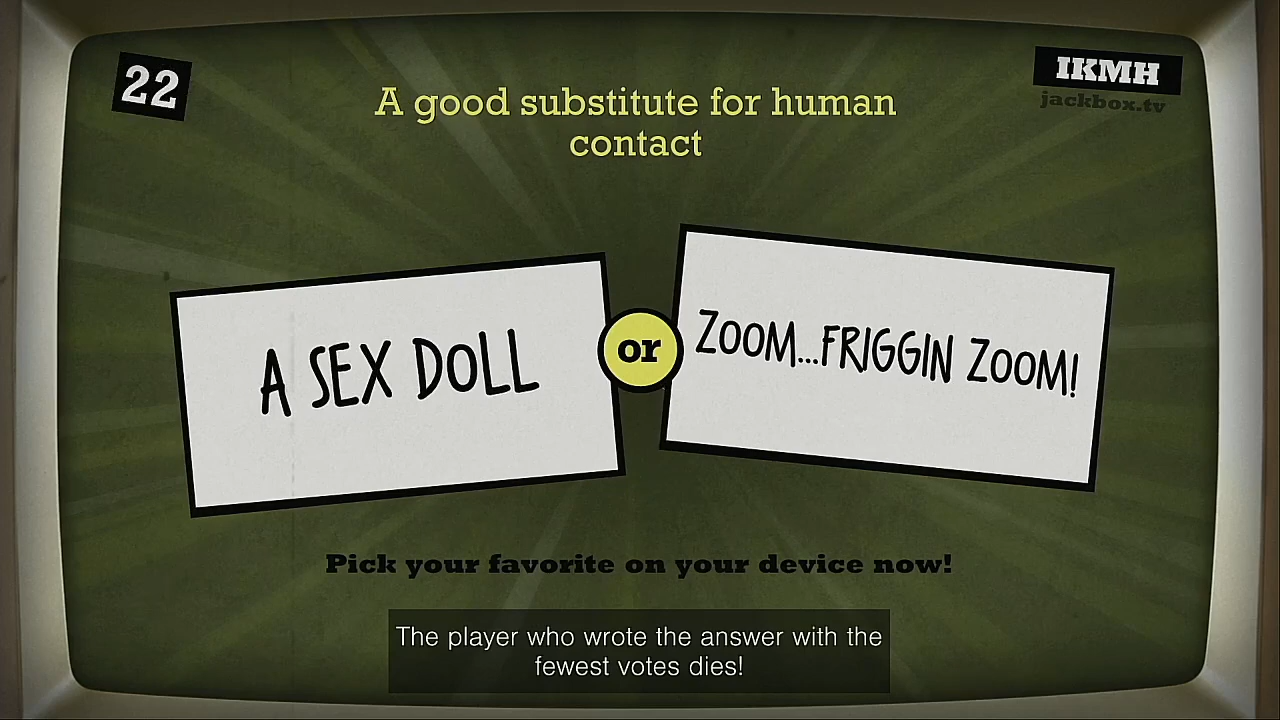 22
IKMH
jackbox.tv
A good substitute for human
contact
A SEX DOLL
or
ZOOM...FRIGGIN ZOOM!
Pick your favorite on your device now!
The player who wrote the answer with the
fewest votes dies!